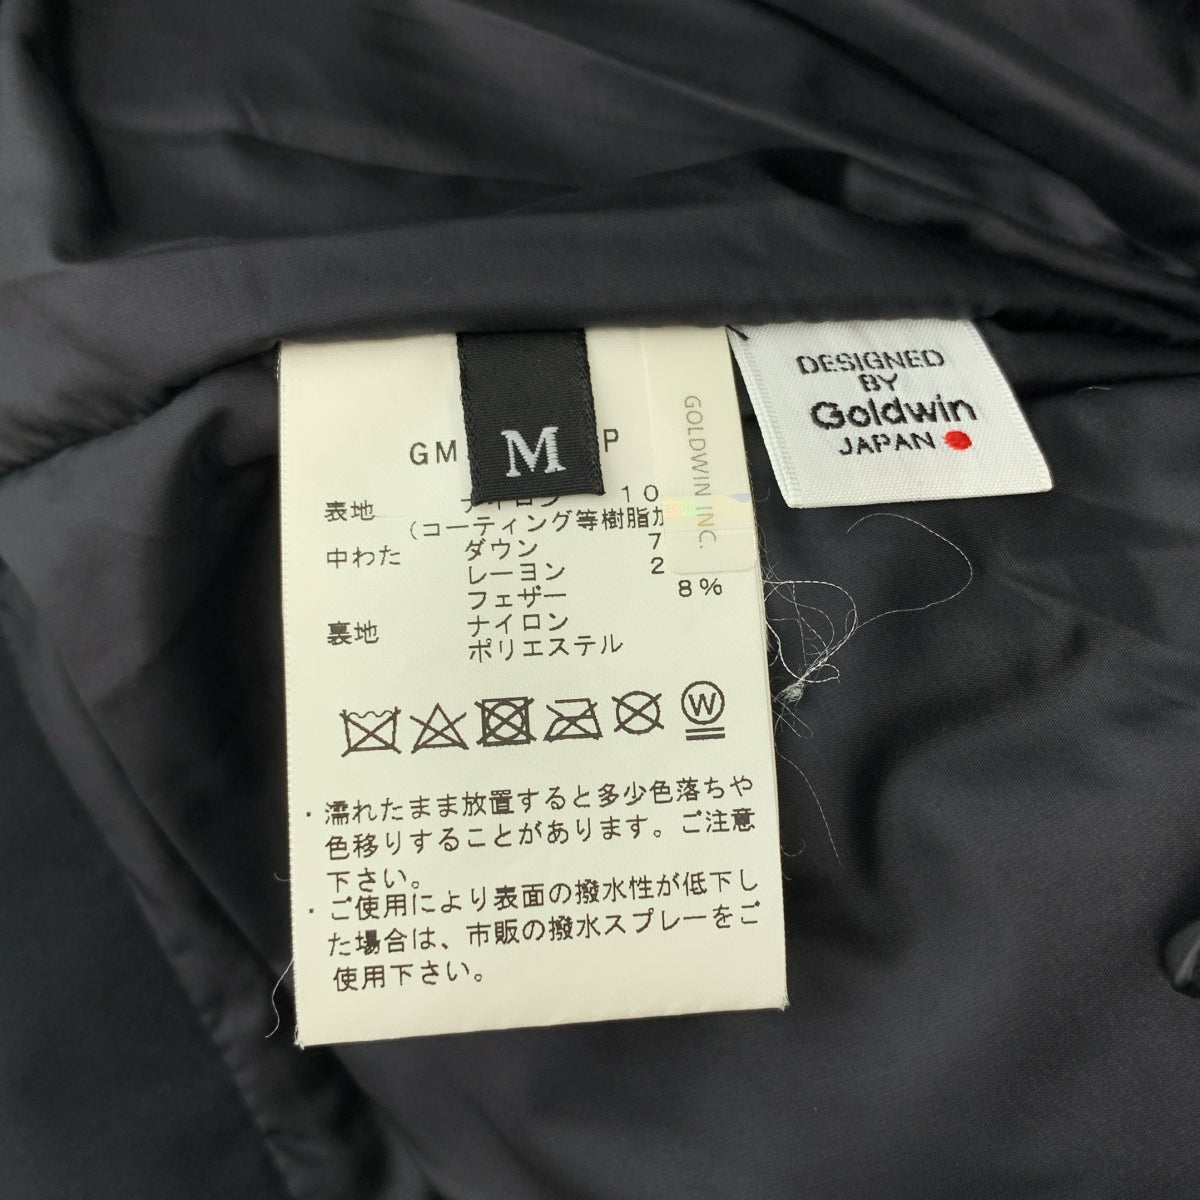 M
GM P
表地 ナイロン 10
(コーティング等樹脂加
中わた ダウン 7
レーヨン 2
フェザー 8%
裏地 ナイロン
ポリエステル
W
・濡れたまま放置すると多少色落ちや
色移りすることがあります。ご注意
下さい。
・ご使用により表面の撥水性が低下し
た場合は、市販の撥水スプレーをご
使用下さい。
GOLDWIN INC.
DESIGNED
BY
Goldwin
JAPAN